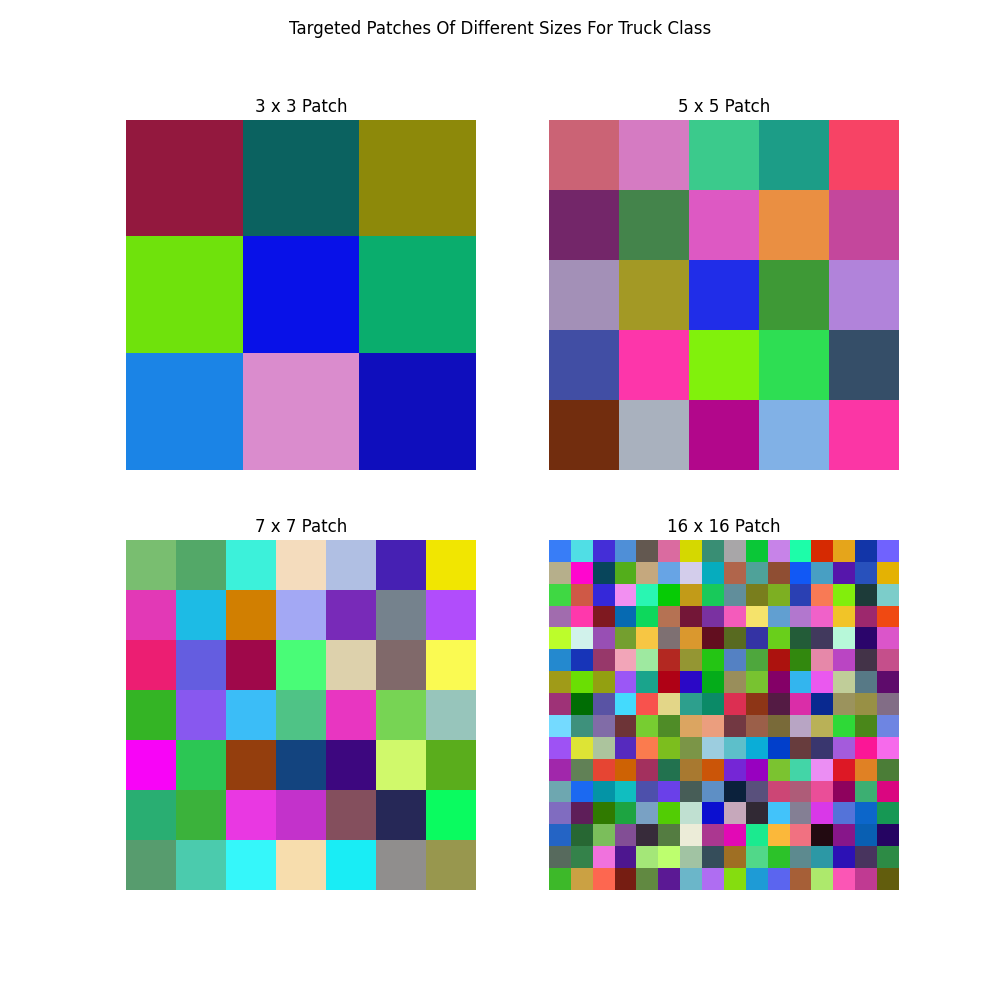 Targeted Patches Of Different Sizes For Truck Class
3 x 3 Patch
5 x 5 Patch
7 x 7 Patch
16 x 16 Patch